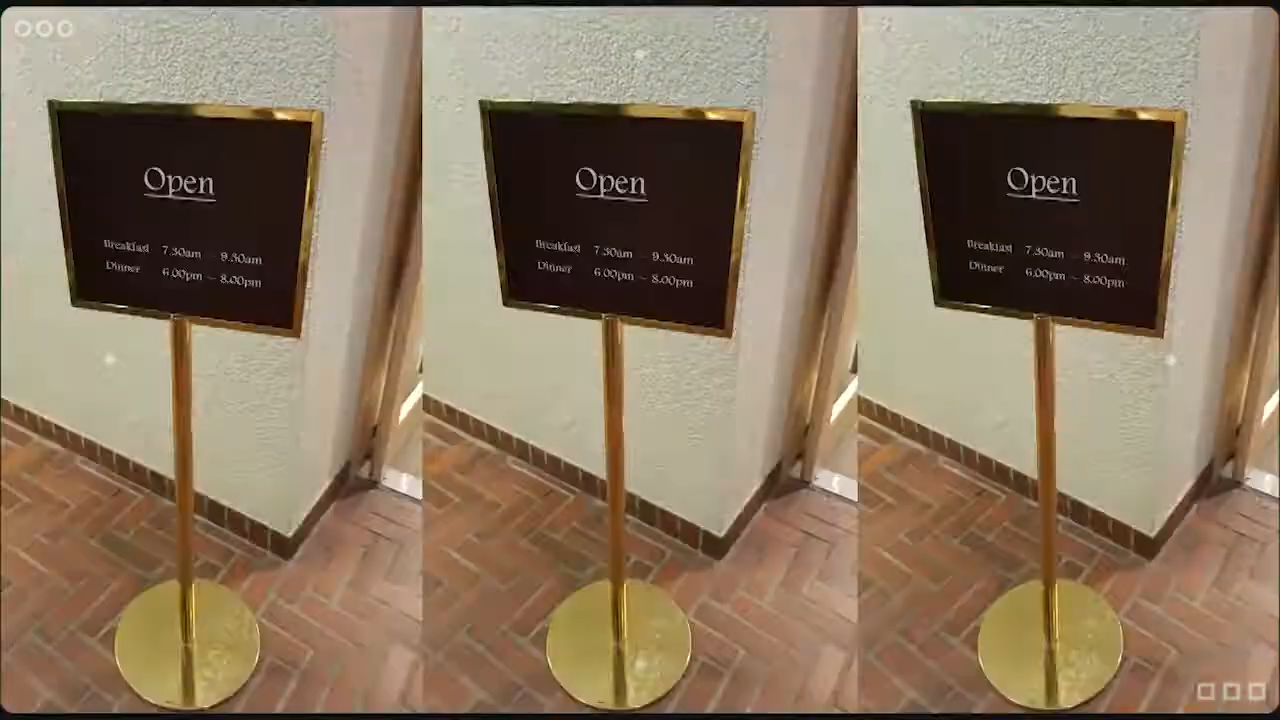 Open
Breakfast 7.30am - 9.30am
Dinner 6.00pm - 8.00pm
Open
Breakfast 7.30am - 9.30am
Dinner 6.00pm - 8.00pm
Open
Breakfast 7.30am - 9.30am
Dinner 6.00pm - 8.00pm